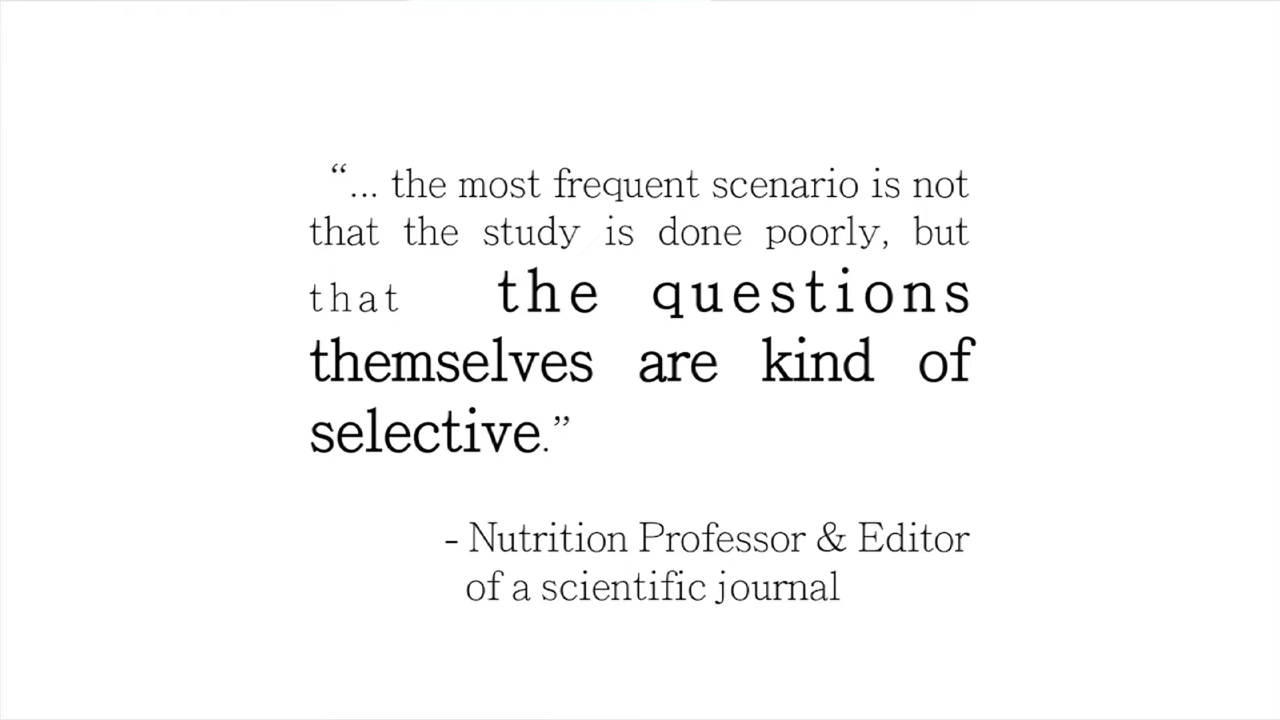 “... the most frequent scenario is not
that the study is done poorly, but
that the questions
themselves are kind of
selective.”
- Nutrition Professor & Editor
of a scientific journal